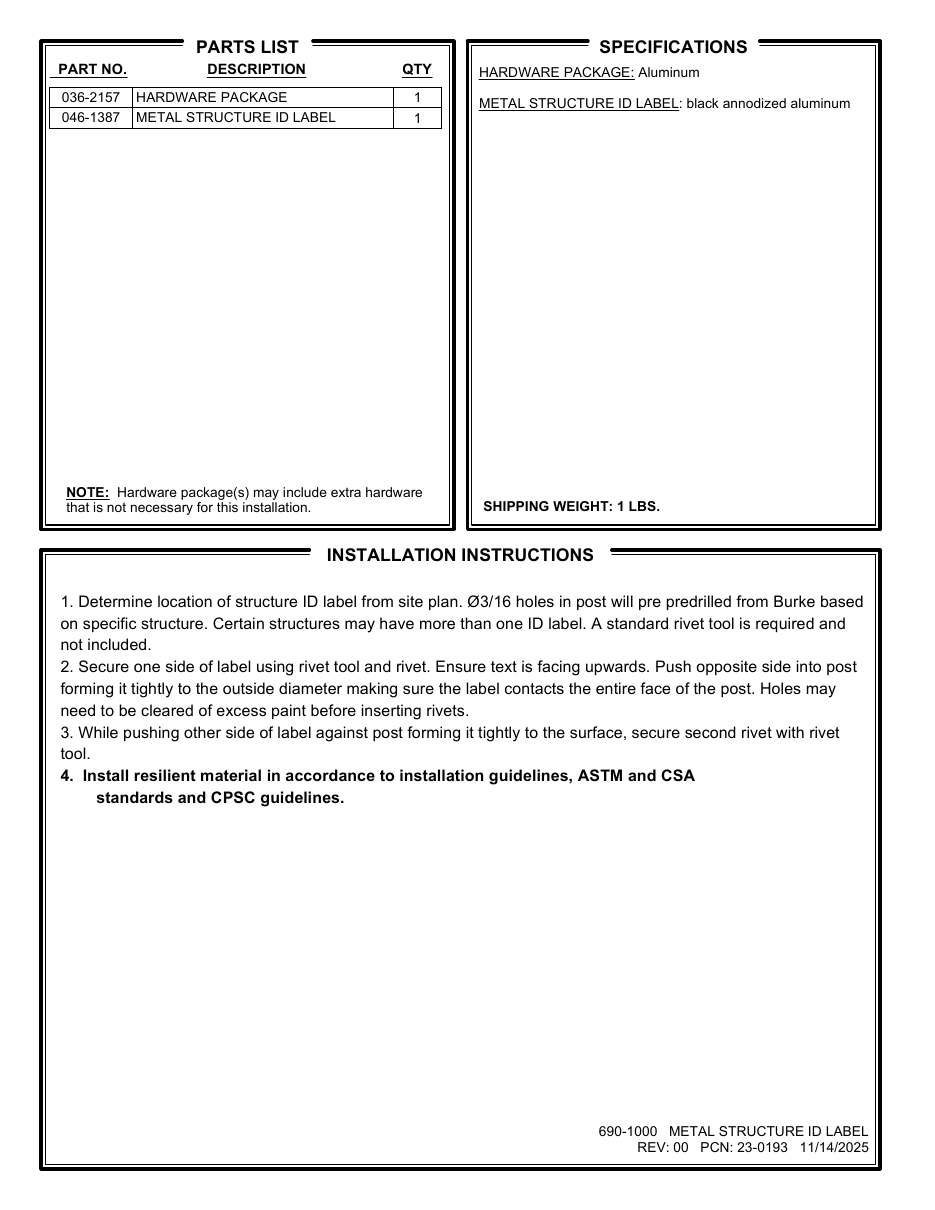 PARTS LIST
PART NO. DESCRIPTION QTY
036-2157 HARDWARE PACKAGE 1
046-1387 METAL STRUCTURE ID LABEL 1
NOTE: Hardware package(s) may include extra hardware
that is not necessary for this installation.
SPECIFICATIONS
HARDWARE PACKAGE: Aluminum
METAL STRUCTURE ID LABEL: black annodized aluminum
SHIPPING WEIGHT: 1 LBS.
INSTALLATION INSTRUCTIONS
1. Determine location of structure ID label from site plan. Ø3/16 holes in post will pre predrilled from Burke based
on specific structure. Certain structures may have more than one ID label. A standard rivet tool is required and
not included.
2. Secure one side of label using rivet tool and rivet. Ensure text is facing upwards. Push opposite side into post
forming it tightly to the outside diameter making sure the label contacts the entire face of the post. Holes may
need to be cleared of excess paint before inserting rivets.
3. While pushing other side of label against post forming it tightly to the surface, secure second rivet with rivet
tool.
4. Install resilient material in accordance to installation guidelines, ASTM and CSA
standards and CPSC guidelines.
690-1000 METAL STRUCTURE ID LABEL
REV: 00 PCN: 23-0193 11/14/2025